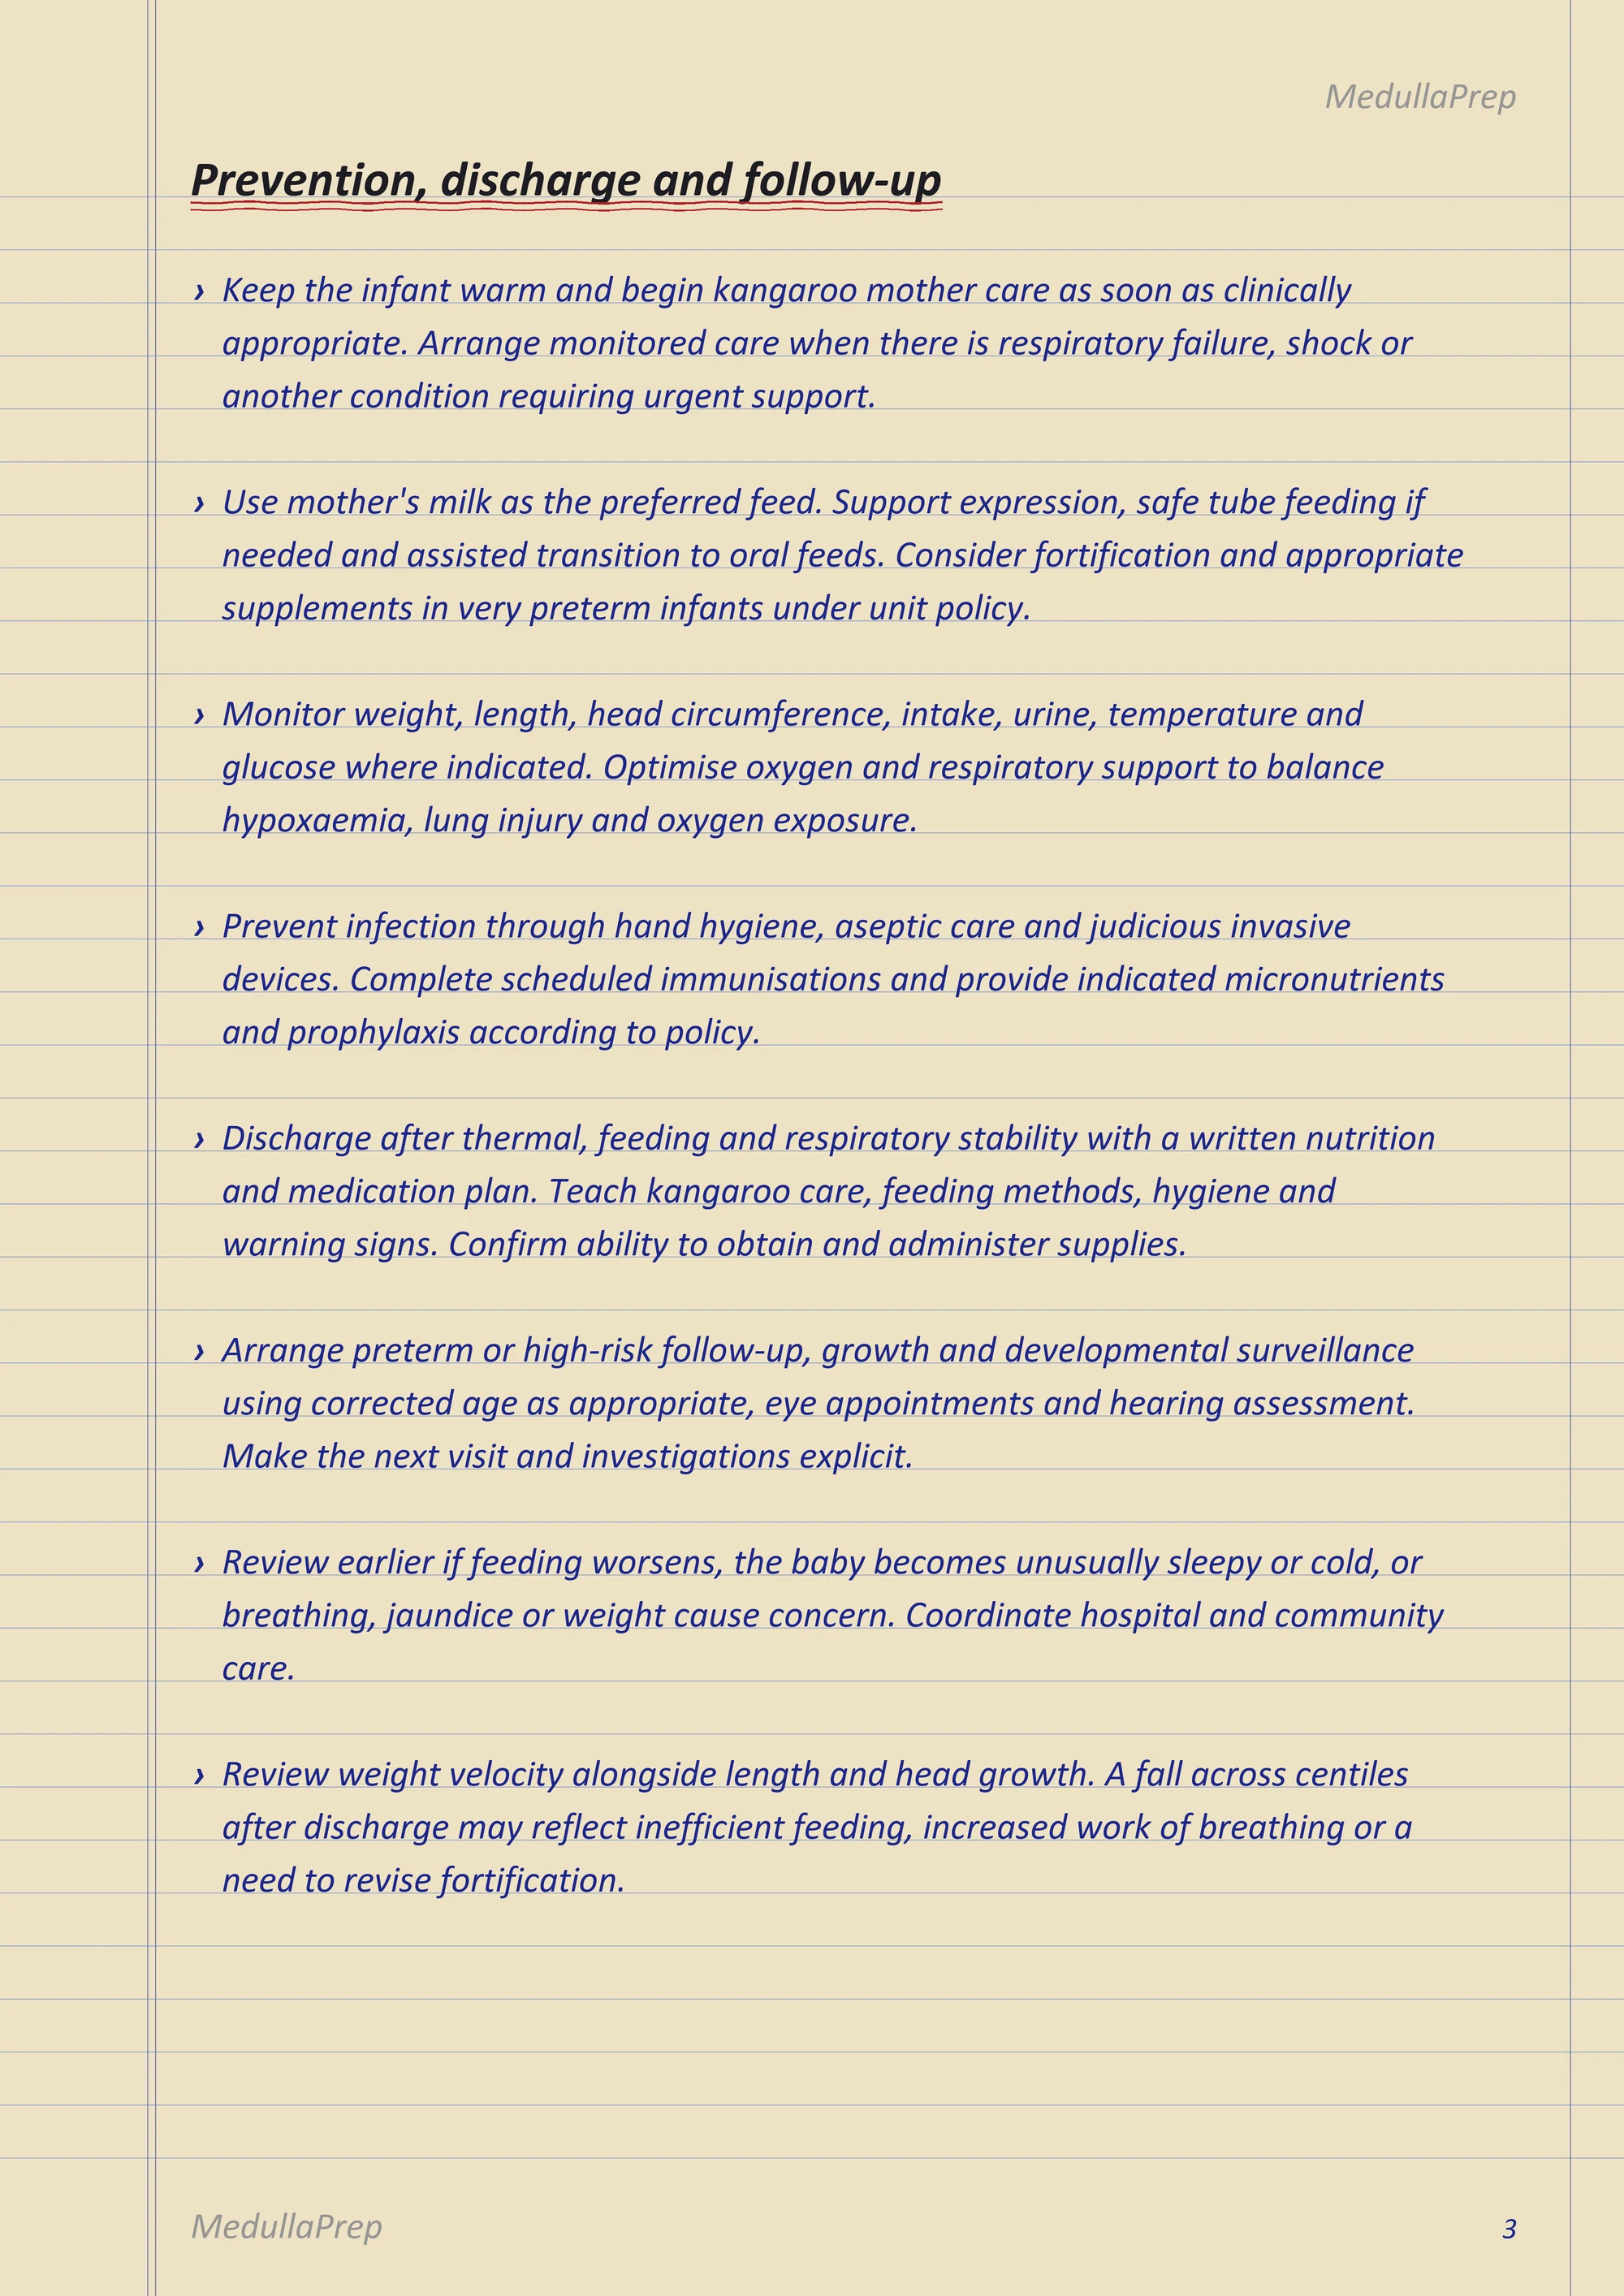 MedullaPrep
Prevention, discharge and follow-up
› Keep the infant warm and begin kangaroo mother care as soon as clinically
appropriate. Arrange monitored care when there is respiratory failure, shock or
another condition requiring urgent support.
› Use mother's milk as the preferred feed. Support expression, safe tube feeding if
needed and assisted transition to oral feeds. Consider fortification and appropriate
supplements in very preterm infants under unit policy.
› Monitor weight, length, head circumference, intake, urine, temperature and
glucose where indicated. Optimise oxygen and respiratory support to balance
hypoxaemia, lung injury and oxygen exposure.
› Prevent infection through hand hygiene, aseptic care and judicious invasive
devices. Complete scheduled immunisations and provide indicated micronutrients
and prophylaxis according to policy.
› Discharge after thermal, feeding and respiratory stability with a written nutrition
and medication plan. Teach kangaroo care, feeding methods, hygiene and
warning signs. Confirm ability to obtain and administer supplies.
› Arrange preterm or high-risk follow-up, growth and developmental surveillance
using corrected age as appropriate, eye appointments and hearing assessment.
Make the next visit and investigations explicit.
› Review earlier if feeding worsens, the baby becomes unusually sleepy or cold, or
breathing, jaundice or weight cause concern. Coordinate hospital and community
care.
› Review weight velocity alongside length and head growth. A fall across centiles
after discharge may reflect inefficient feeding, increased work of breathing or a
need to revise fortification.
MedullaPrep
3